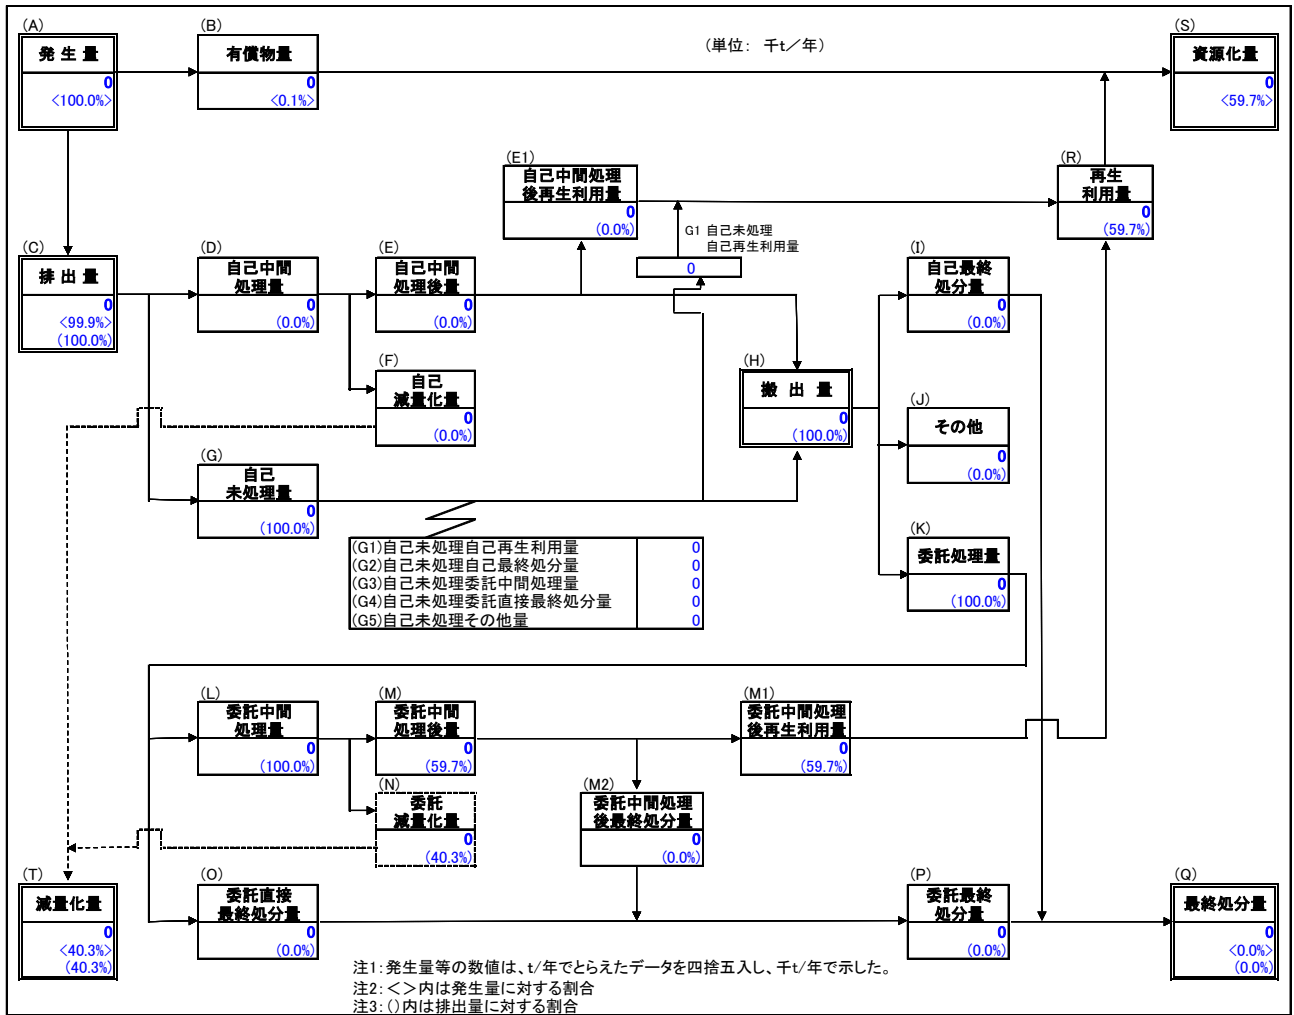 (A)
発 生 量
0
<100.0%>
(B)
有償物量
0
<0.1%>
(単位： 千t／年)
(S)
資源化量
0
<59.7%>
(E1)
自己中間処理
後再生利用量
0
(0.0%)
G1 自己未処理
自己再生利用量
0
(R)
再生
利用量
0
(59.7%)
(C)
排 出 量
0
<99.9%>
(100.0%)
(D)
自己中間
処理量
0
(0.0%)
(E)
自己中間
処理後量
0
(0.0%)
(I)
自己最終
処分量
0
(0.0%)
(F)
自己
減量化量
0
(0.0%)
(H)
搬 出 量
0
(100.0%)
(J)
その他
0
(0.0%)
(G)
自己
未処理量
0
(100.0%)
(G1)自己未処理自己再生利用量 0
(G2)自己未処理自己最終処分量 0
(G3)自己未処理委託中間処理量 0
(G4)自己未処理委託直接最終処分量 0
(G5)自己未処理その他量 0
(K)
委託処理量
0
(100.0%)
(L)
委託中間
処理量
0
(100.0%)
(M)
委託中間
処理後量
0
(59.7%)
(M1)
委託中間処理
後再生利用量
0
(59.7%)
(N)
委託
減量化量
0
(40.3%)
(M2)
委託中間処理
後最終処分量
0
(0.0%)
(T)
減量化量
0
<40.3%>
(40.3%)
(O)
委託直接
最終処分量
0
(0.0%)
(P)
委託最終
処分量
0
(0.0%)
(Q)
最終処分量
0
<0.0%>
(0.0%)
注1：発生量等の数値は、t/年でとらえたデータを四捨五入し、千t/年で示した。
注2：＜＞内は発生量に対する割合
注3：（）内は排出量に対する割合